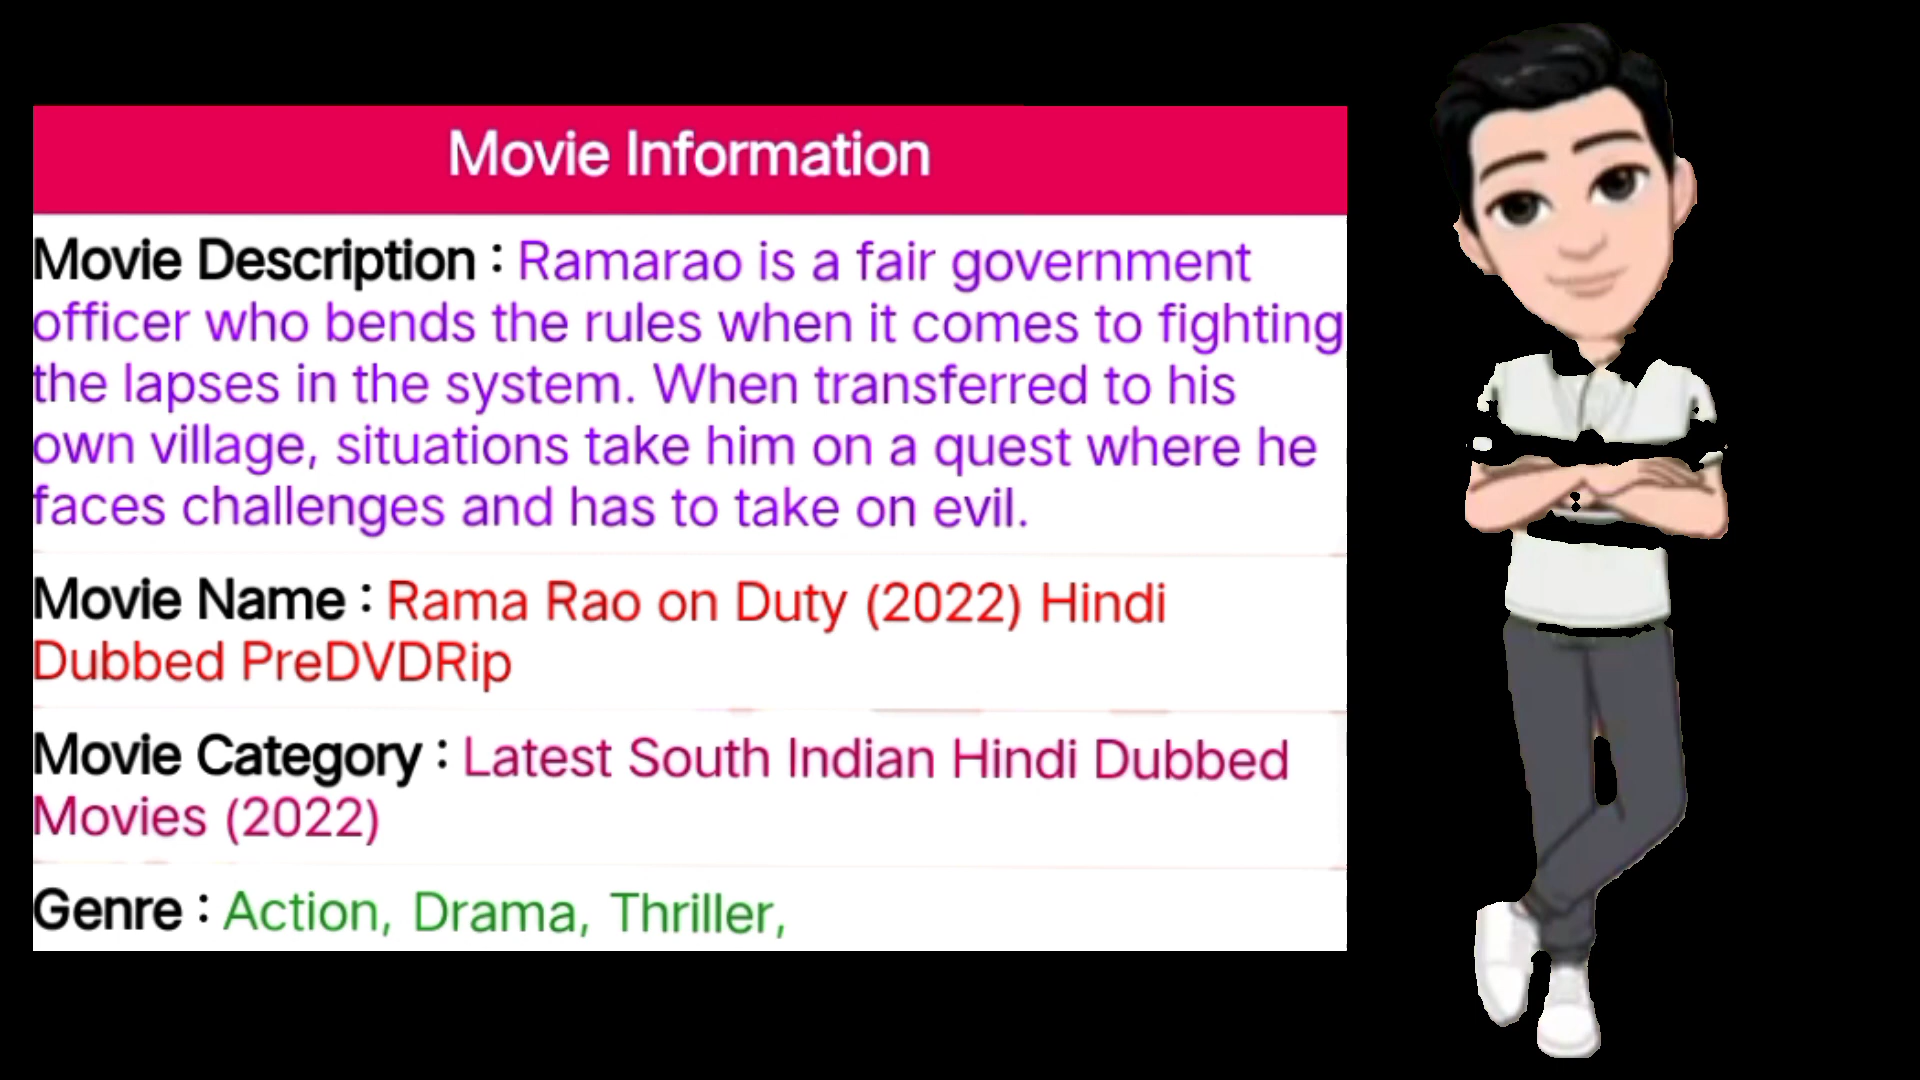 Movie Information
Movie Description : Ramarao is a fair government
officer who bends the rules when it comes to fighting
the lapses in the system. When transferred to his
own village, situations take him on a quest where he
faces challenges and has to take on evil.
Movie Name : Rama Rao on Duty (2022) Hindi
Dubbed PreDVDRip
Movie Category : Latest South Indian Hindi Dubbed
Movies (2022)
Genre : Action, Drama, Thriller,